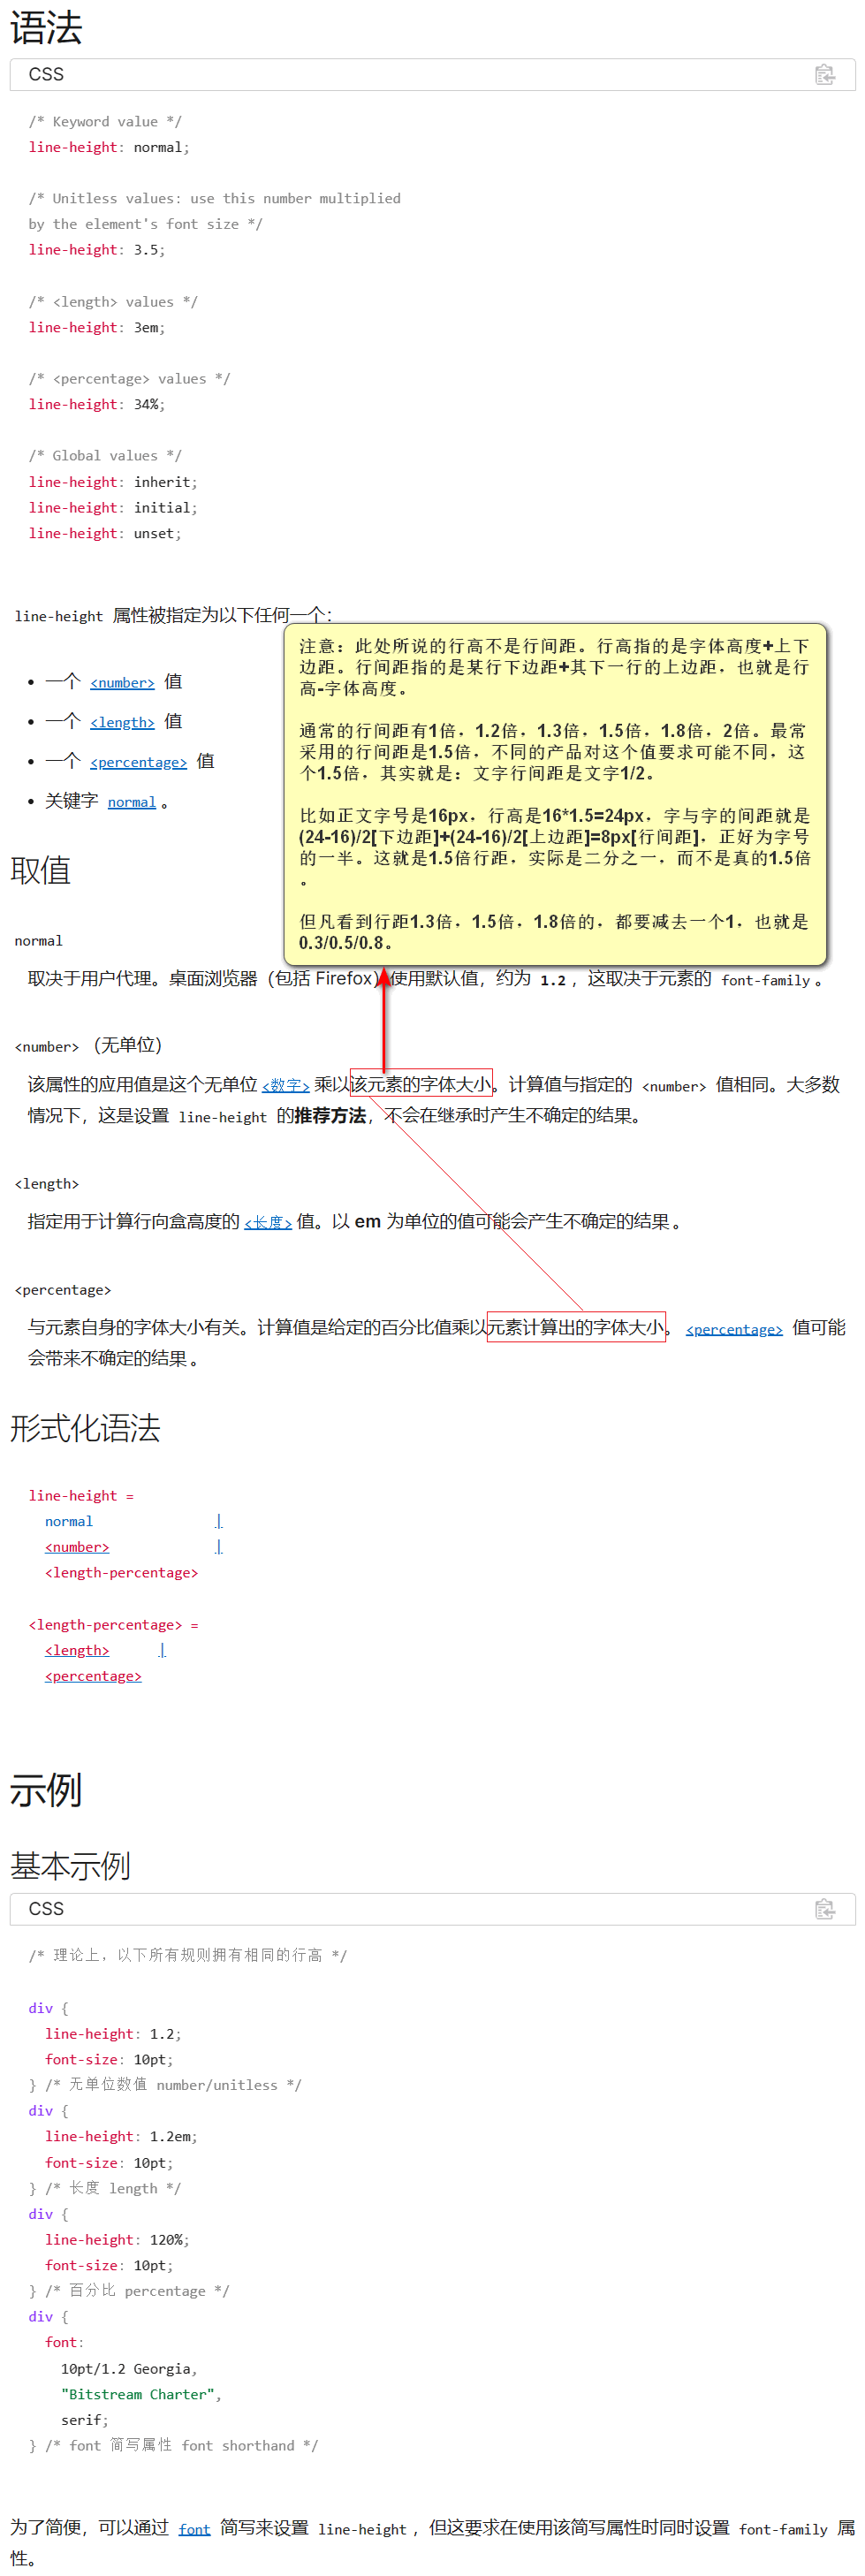 语法
CSS
/* Keyword value */
line-height: normal;
/* Unitless values: use this number multiplied
by the element's font size */
line-height: 3.5;
/* <length> values */
line-height: 3em;
/* <percentage> values */
line-height: 34%;
/* Global values */
line-height: inherit;
line-height: initial;
line-height: unset;
line-height 属性被指定为以下任何一个：
一个 <number> 值
一个 <length> 值
一个 <percentage> 值
关键字 normal。
注意：此处所说的行高不是行间距。行高指的是字体高度+上下
边距。行间距指的是某行下边距+其下一行的上边距，也就是行
高-字体高度。
通常的行间距有1倍，1.2倍，1.3倍，1.5倍，1.8倍，2倍。最常
采用的行间距是1.5倍，不同的产品对这个值要求可能不同，这
个1.5倍，其实就是：文字行间距是文字1/2。
比如正文字号是16px，行高是16*1.5=24px，字与字的间距就是
(24-16)/2[下边距]+(24-16)/2[上边距]=8px[行间距]，正好为字号
的一半。这就是1.5倍行距，实际是二分之一，而不是真的1.5倍
。
但凡看到行距1.3倍，1.5倍，1.8倍的，都要减去一个1，也就是
0.3/0.5/0.8。
取值
normal
取决于用户代理。桌面浏览器（包括 Firefox）使用默认值，约为 1.2，这取决于元素的 font-family。
<number>（无单位）
该属性的应用值是这个无单位 <数字> 乘以该元素的字体大小。计算值与指定的 <number> 值相同。大多数
情况下，这是设置 line-height 的推荐方法，不会在继承时产生不确定的结果。
<length>
指定用于计算行向盒高度的 <长度> 值。以 em 为单位的值可能会产生不确定的结果。
<percentage>
与元素自身的字体大小有关。计算值是给定的百分比值乘以元素计算出的字体大小。<percentage> 值可能
会带来不确定的结果。
形式化语法
line-height =
normal |
<number> |
<length-percentage>
<length-percentage> =
<length> |
<percentage>
示例
基本示例
CSS
/* 理论上，以下所有规则拥有相同的行高 */
div {
line-height: 1.2;
font-size: 10pt;
} /* 无单位数值 number/unitless */
div {
line-height: 1.2em;
font-size: 10pt;
} /* 长度 length */
div {
line-height: 120%;
font-size: 10pt;
} /* 百分比 percentage */
div {
font:
10pt/1.2 Georgia,
"Bitstream Charter",
serif;
} /* font 简写属性 font shorthand */
为了简便，可以通过 font 简写来设置 line-height，但这要求在使用该简写属性时同时设置 font-family 属
性。